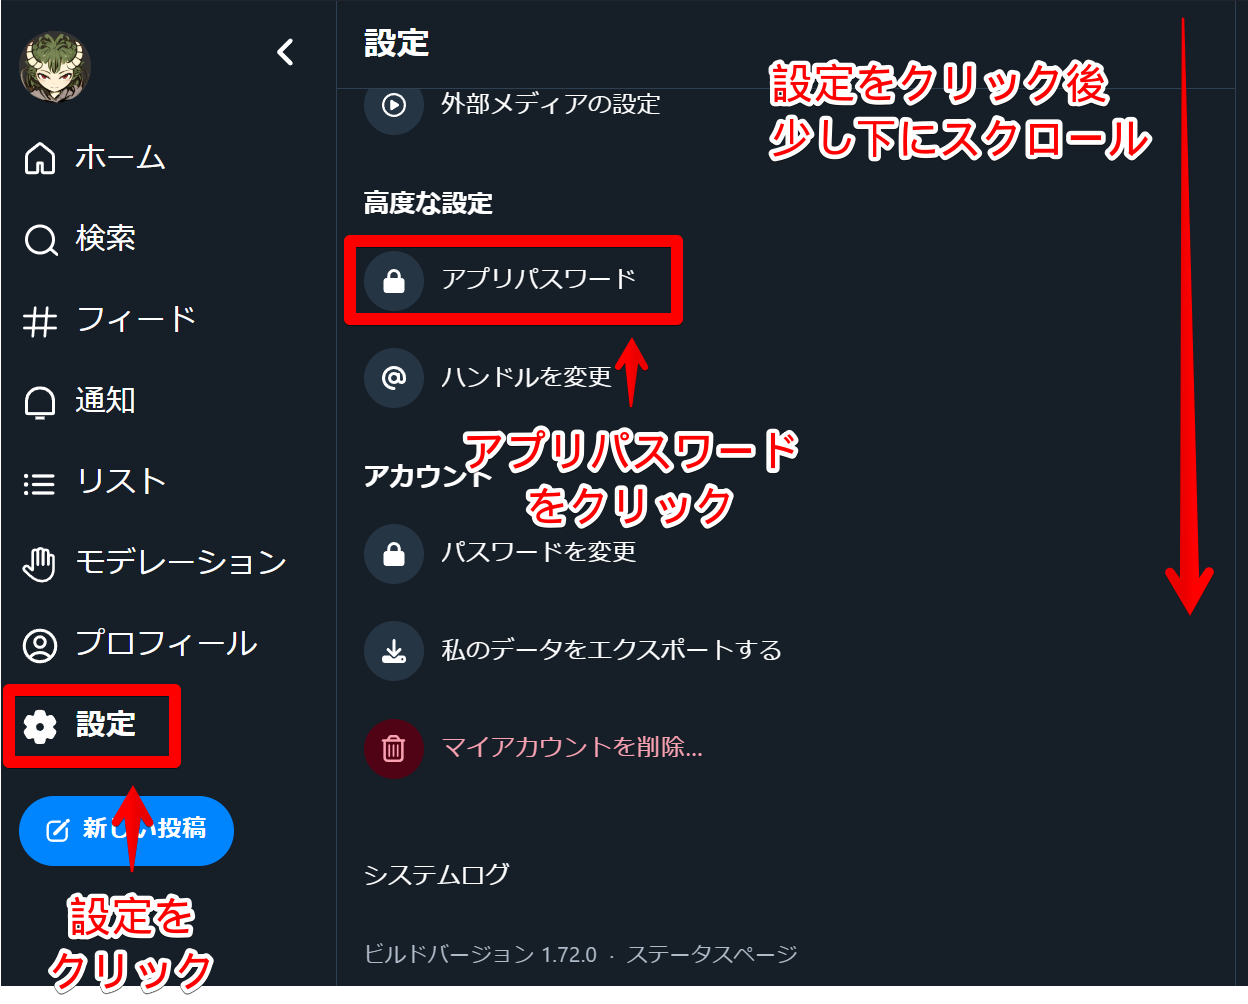 ホーム
検索
フィード
通知
リスト
モデレーション
プロフィール
設定
新しい投稿
設定を
クリック
設定
設定をクリック後
少し下にスクロール
外部メディアの設定
高度な設定
アプリパスワード
@ ハンドルを変更
アプリパスワード
をクリック
アカウント
パスワードを変更
私のデータをエクスポートする
マイアカウントを削除...
システムログ
ビルドバージョン 1.72.0 · ステータスページ